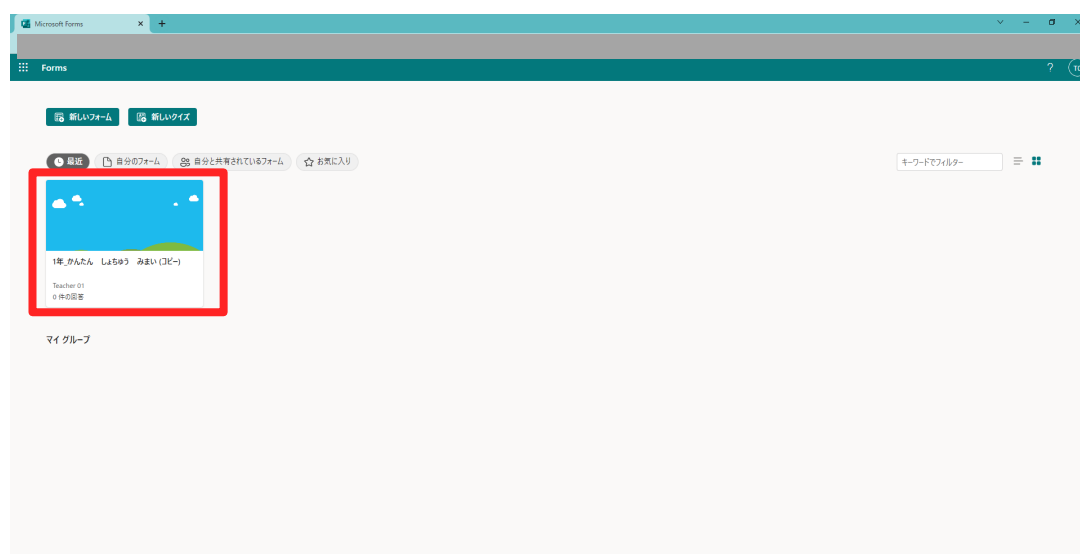 Microsoft Forms
Forms
?
新しいフォーム 新しいクイズ
最近 自分のフォーム 自分と共有されているフォーム お気に入り
キーワードでフィルター
1年_かんたん　しょちゅう　みまい (コピー)
Teacher 01
0 件の回答
マイ グループ